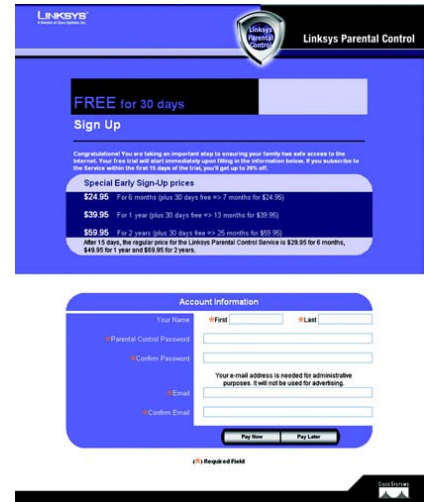 LINKSYS®
A Division of Cisco Systems, Inc.
Linksys
Parental
Control
Linksys Parental Control
FREE for 30 days
Sign Up
Congratulations! You are taking an important step to ensuring your family has safe access to the
Internet. Your free trial will start immediately upon filling in the information below. If you subscribe to
the Service within the first 15 days of the trial, you'll get up to 20% off.
Special Early Sign-Up prices
$24.95 For 6 months (plus 30 days free => 7 months for $24.95)
$39.95 For 1 year (plus 30 days free => 13 months for $39.95)
$59.95 For 2 years (plus 30 days free => 25 months for $59.95)
After 15 days, the regular price for the Linksys Parental Control Service is $29.95 for 6 months,
$49.95 for 1 year and $69.95 for 2 years.
Account Information
Your Name *First *Last
*Parental Control Password
*Confirm Password
Your e-mail address is needed for administrative
purposes. It will not be used for advertising.
*Email
*Confirm Email
Pay Now Pay Later
(*) Required Field
CISCO SYSTEMS